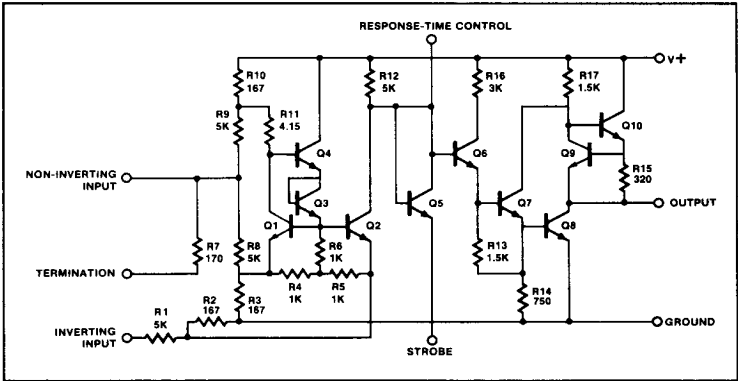 RESPONSE-TIME CONTROL
V+
R10
167
R12
5K
R16
3K
R17
1.5K
R9
5K
R11
4.15
Q4
Q10
Q6
Q9
NON-INVERTING
INPUT
Q3
R15
320
Q5
Q7
OUTPUT
Q1
Q2
Q8
R7
170
R8
5K
R6
1K
R13
1.5K
TERMINATION
R4
1K
R5
1K
R3
167
R14
750
R2
167
R1
5K
INVERTING
INPUT
GROUND
STROBE